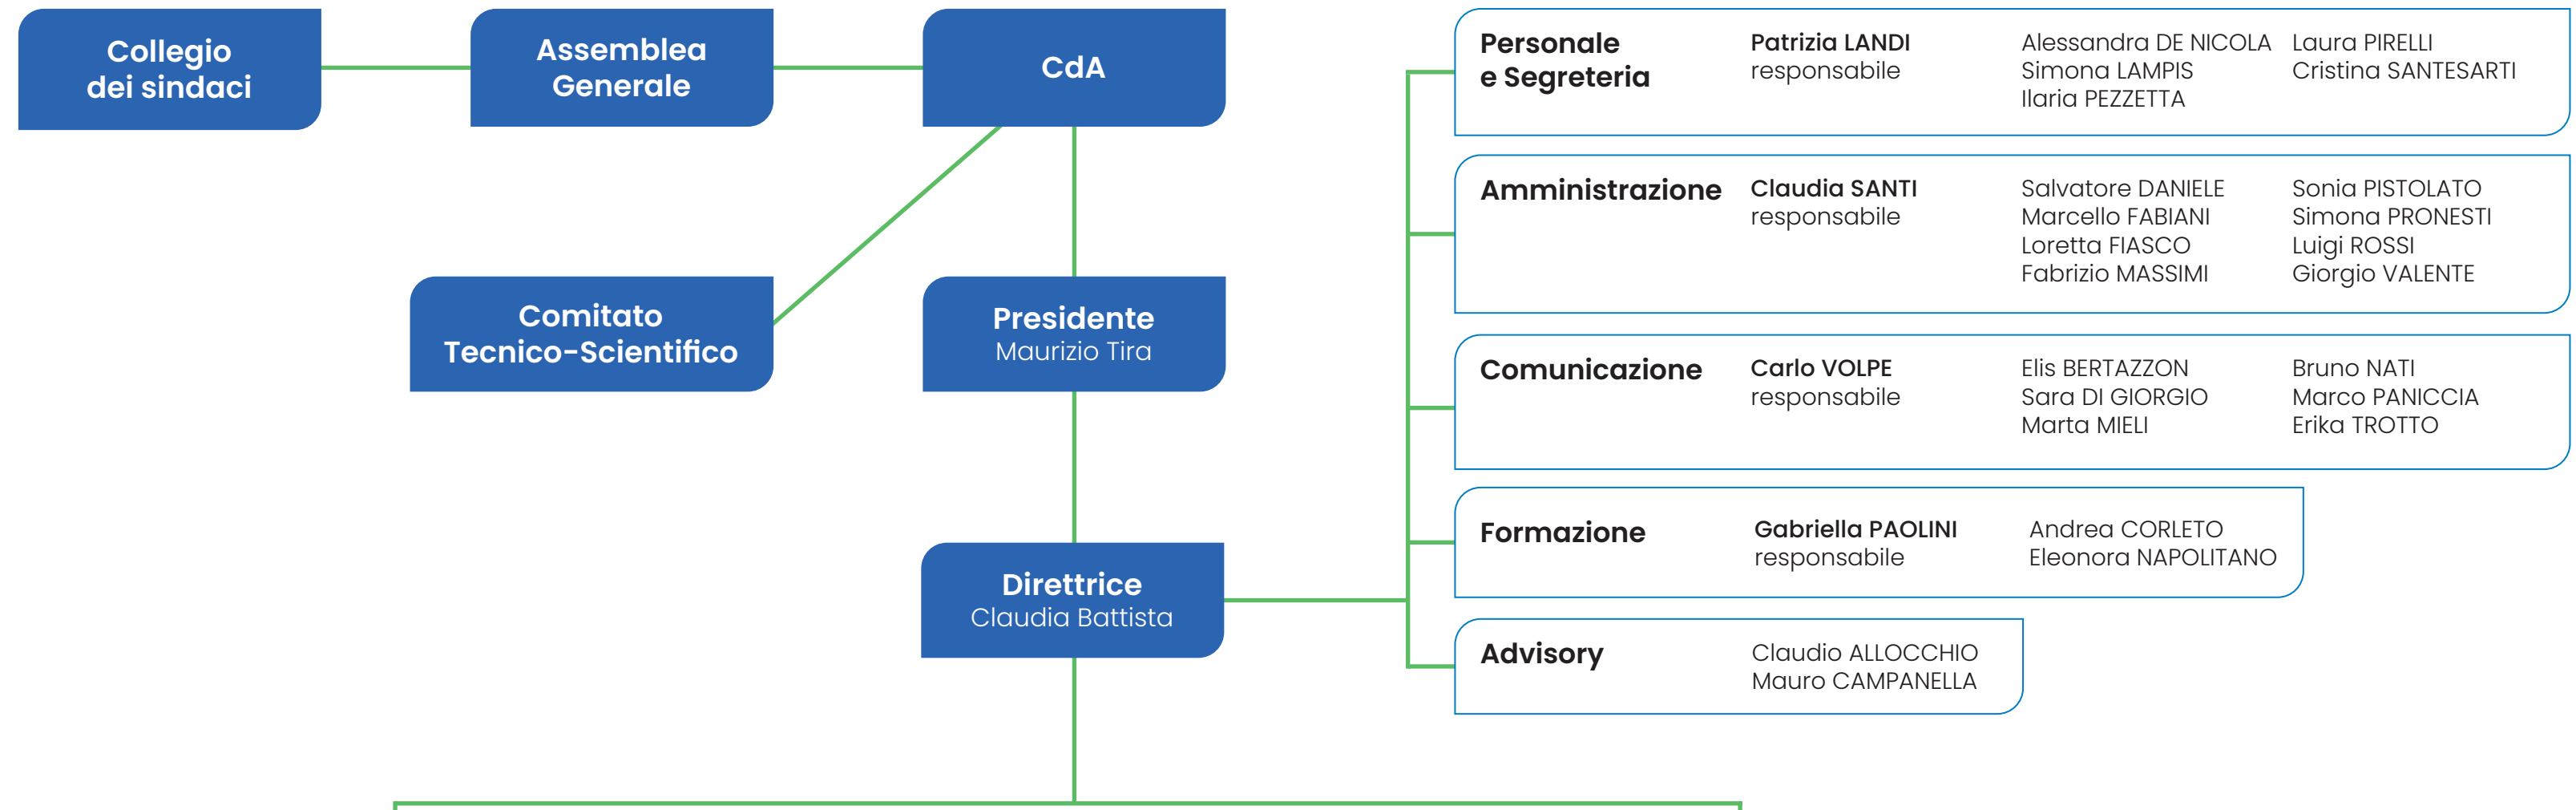 Collegio
dei sindaci
Assemblea
Generale
CdA
Comitato
Tecnico-Scientifico
Presidente
Maurizio Tira
Direttrice
Claudia Battista
Personale
e Segreteria
Patrizia LANDI
responsabile
Alessandra DE NICOLA
Simona LAMPIS
Ilaria PEZZETTA
Laura PIRELLI
Cristina SANTESARTI
Amministrazione
Claudia SANTI
responsabile
Salvatore DANIELE
Marcello FABIANI
Loretta FIASCO
Fabrizio MASSIMI
Sonia PISTOLATO
Simona PRONESTI
Luigi ROSSI
Giorgio VALENTE
Comunicazione
Carlo VOLPE
responsabile
Elis BERTAZZON
Sara DI GIORGIO
Marta MIELI
Bruno NATI
Marco PANICCIA
Erika TROTTO
Formazione
Gabriella PAOLINI
responsabile
Andrea CORLETO
Eleonora NAPOLITANO
Advisory
Claudio ALLOCCHIO
Mauro CAMPANELLA